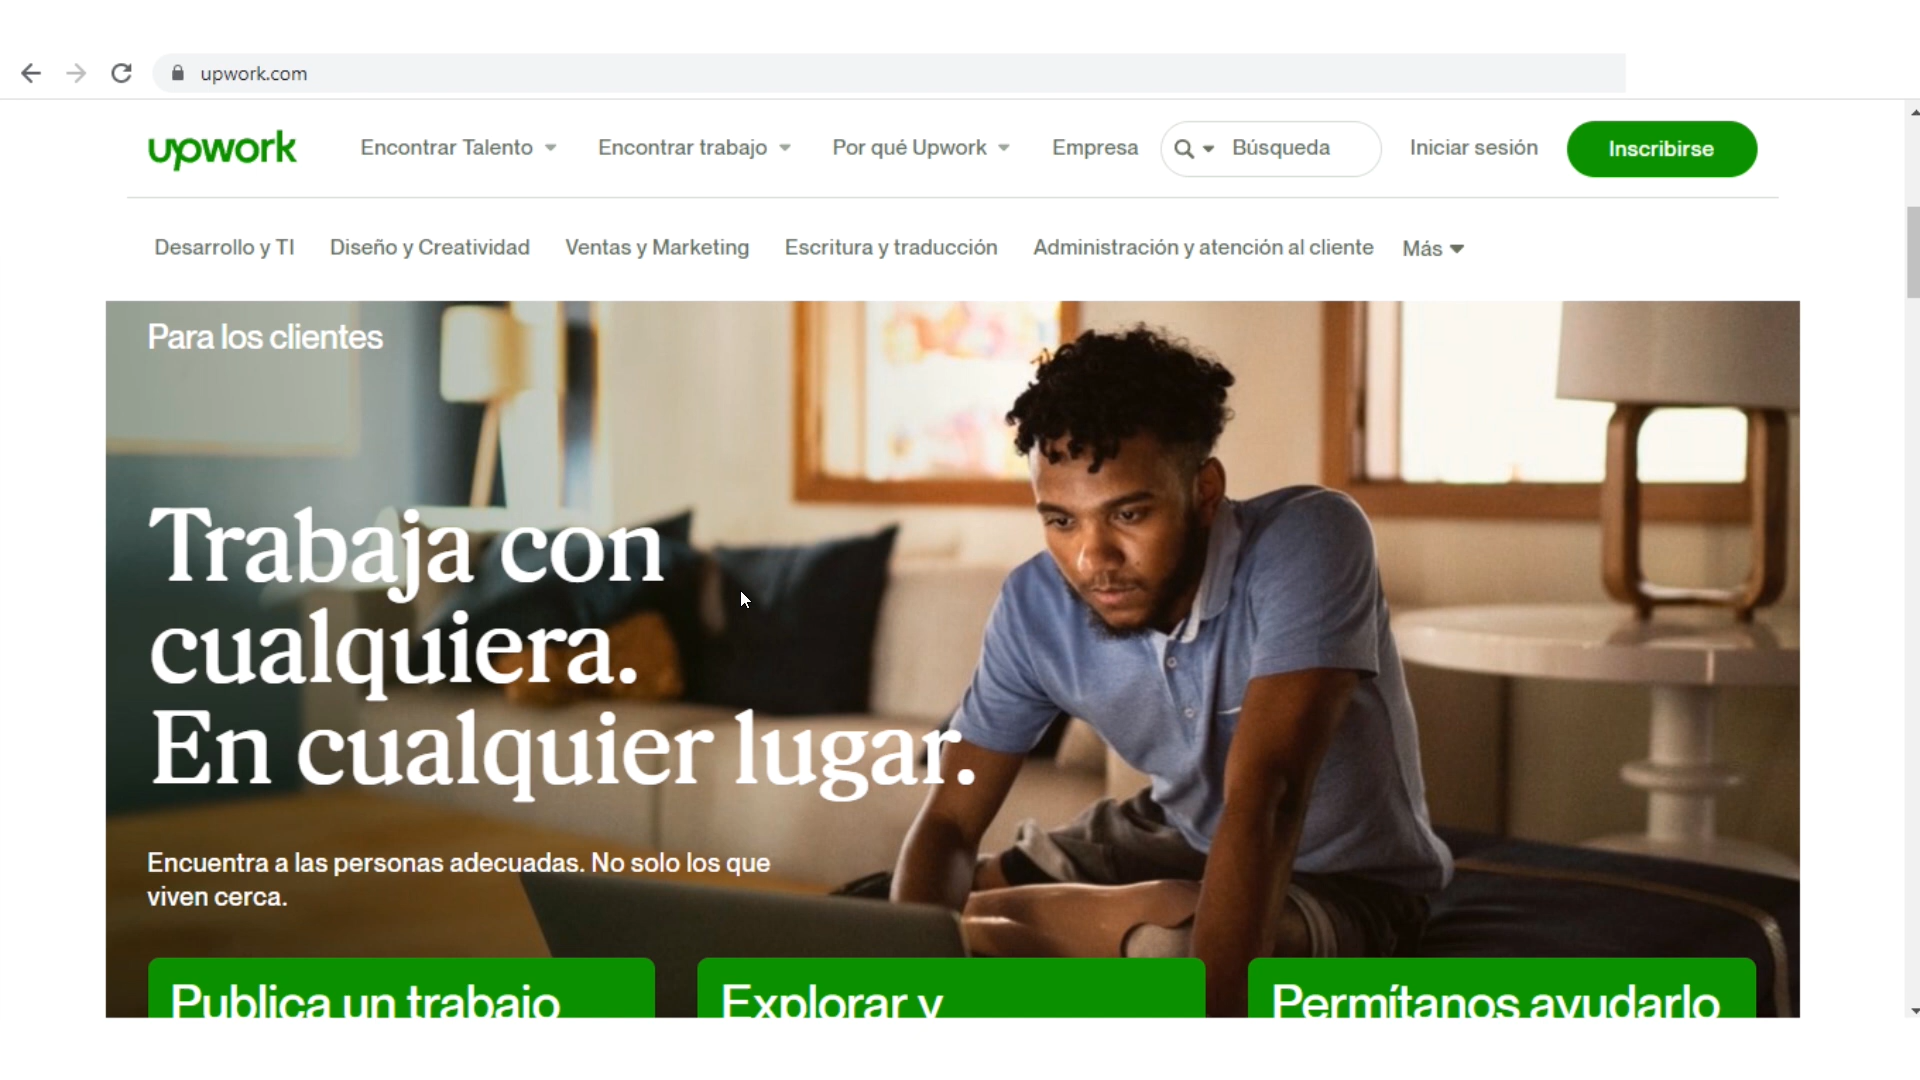 upwork.com
upwork
Encontrar Talento
Encontrar trabajo
Por qué Upwork
Empresa
Búsqueda
Iniciar sesión
Inscribirse
Desarrollo y TI
Diseño y Creatividad
Ventas y Marketing
Escritura y traducción
Administración y atención al cliente
Más
Para los clientes
Trabaja con
cualquiera.
En cualquier lugar.
Encuentra a las personas adecuadas. No solo los que
viven cerca.
Publica un trabajo
Explorar y
Permítanos ayudarlo